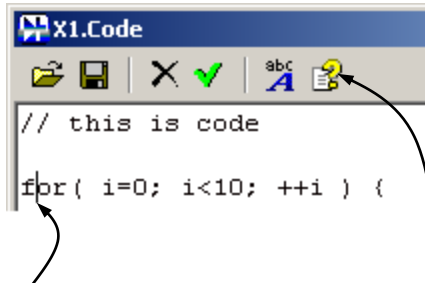 X1.Code
abc
A
// this is code
for( i=0; i<10; ++i ) {